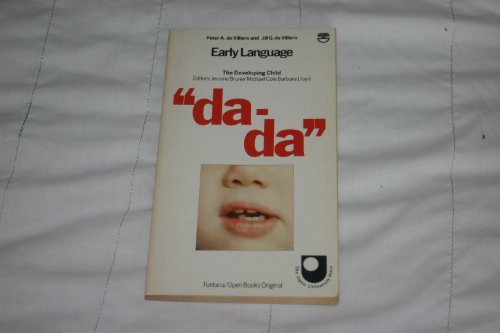 Peter A. de Villiers and Jill G. de Villiers
Early Language
The Developing Child
Editors Jerome Bruner Michael Cole Barbara Lloyd
"da-
da"
Fontana/Open Books Original
The Open University Press